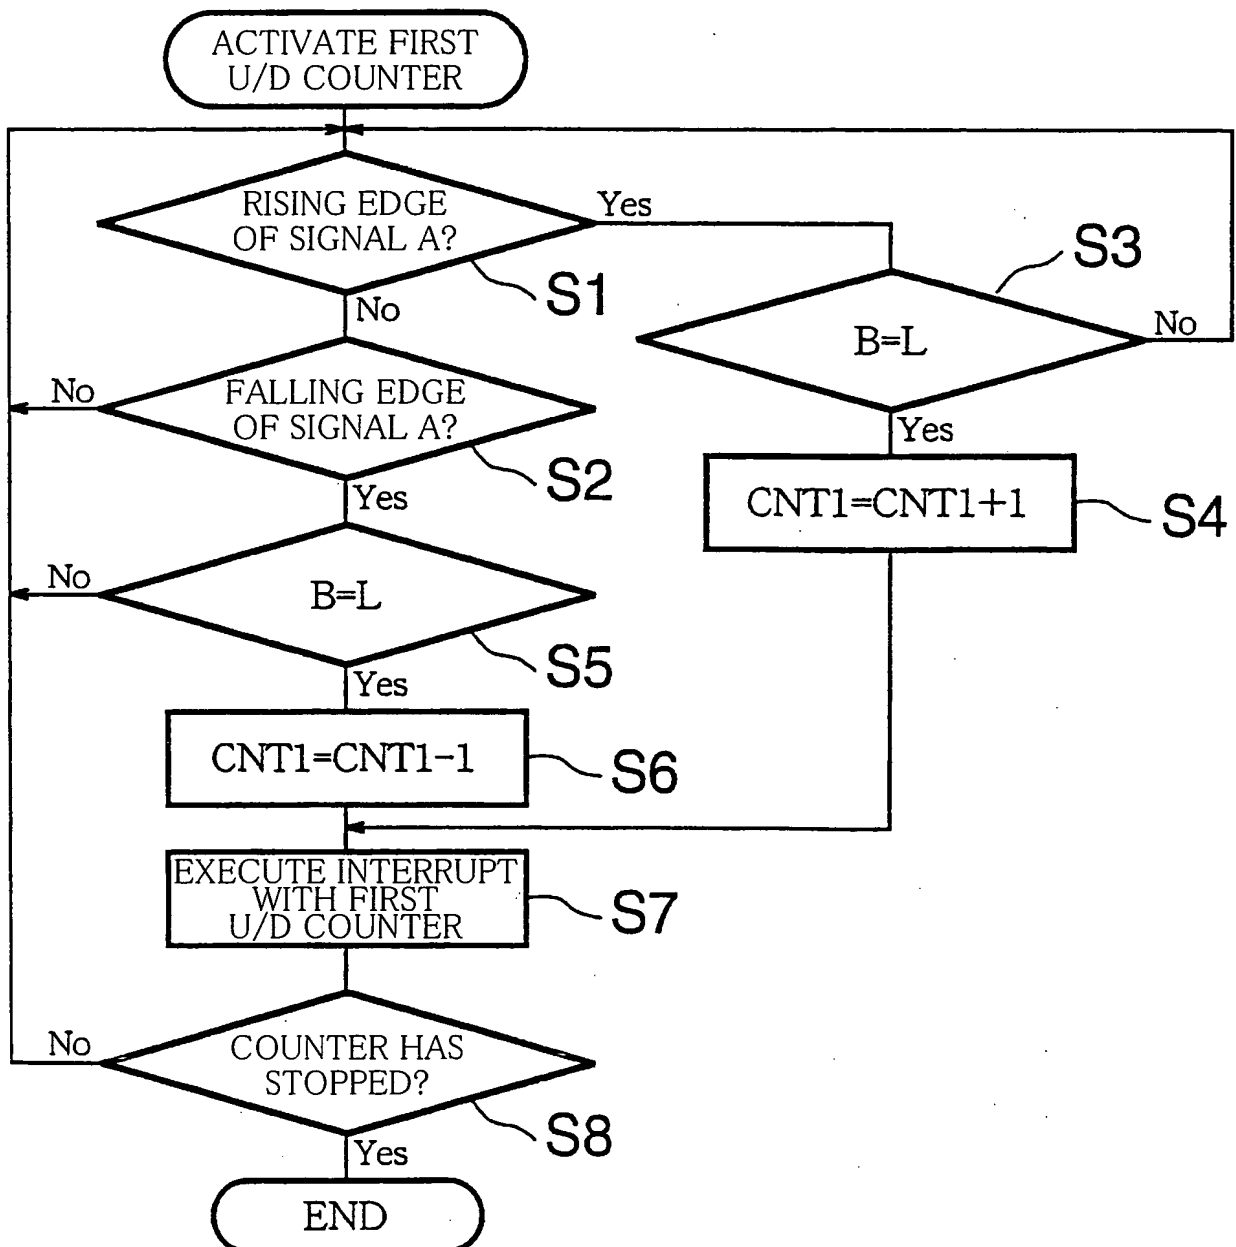 ACTIVATE FIRST
U/D COUNTER
RISING EDGE
OF SIGNAL A?
Yes
S1
No
S3
B=L
No
Yes
CNT1=CNT1+1
S4
FALLING EDGE
OF SIGNAL A?
No
S2
Yes
B=L
No
S5
Yes
CNT1=CNT1-1
S6
EXECUTE INTERRUPT
WITH FIRST
U/D COUNTER
S7
COUNTER HAS
STOPPED?
No
S8
Yes
END